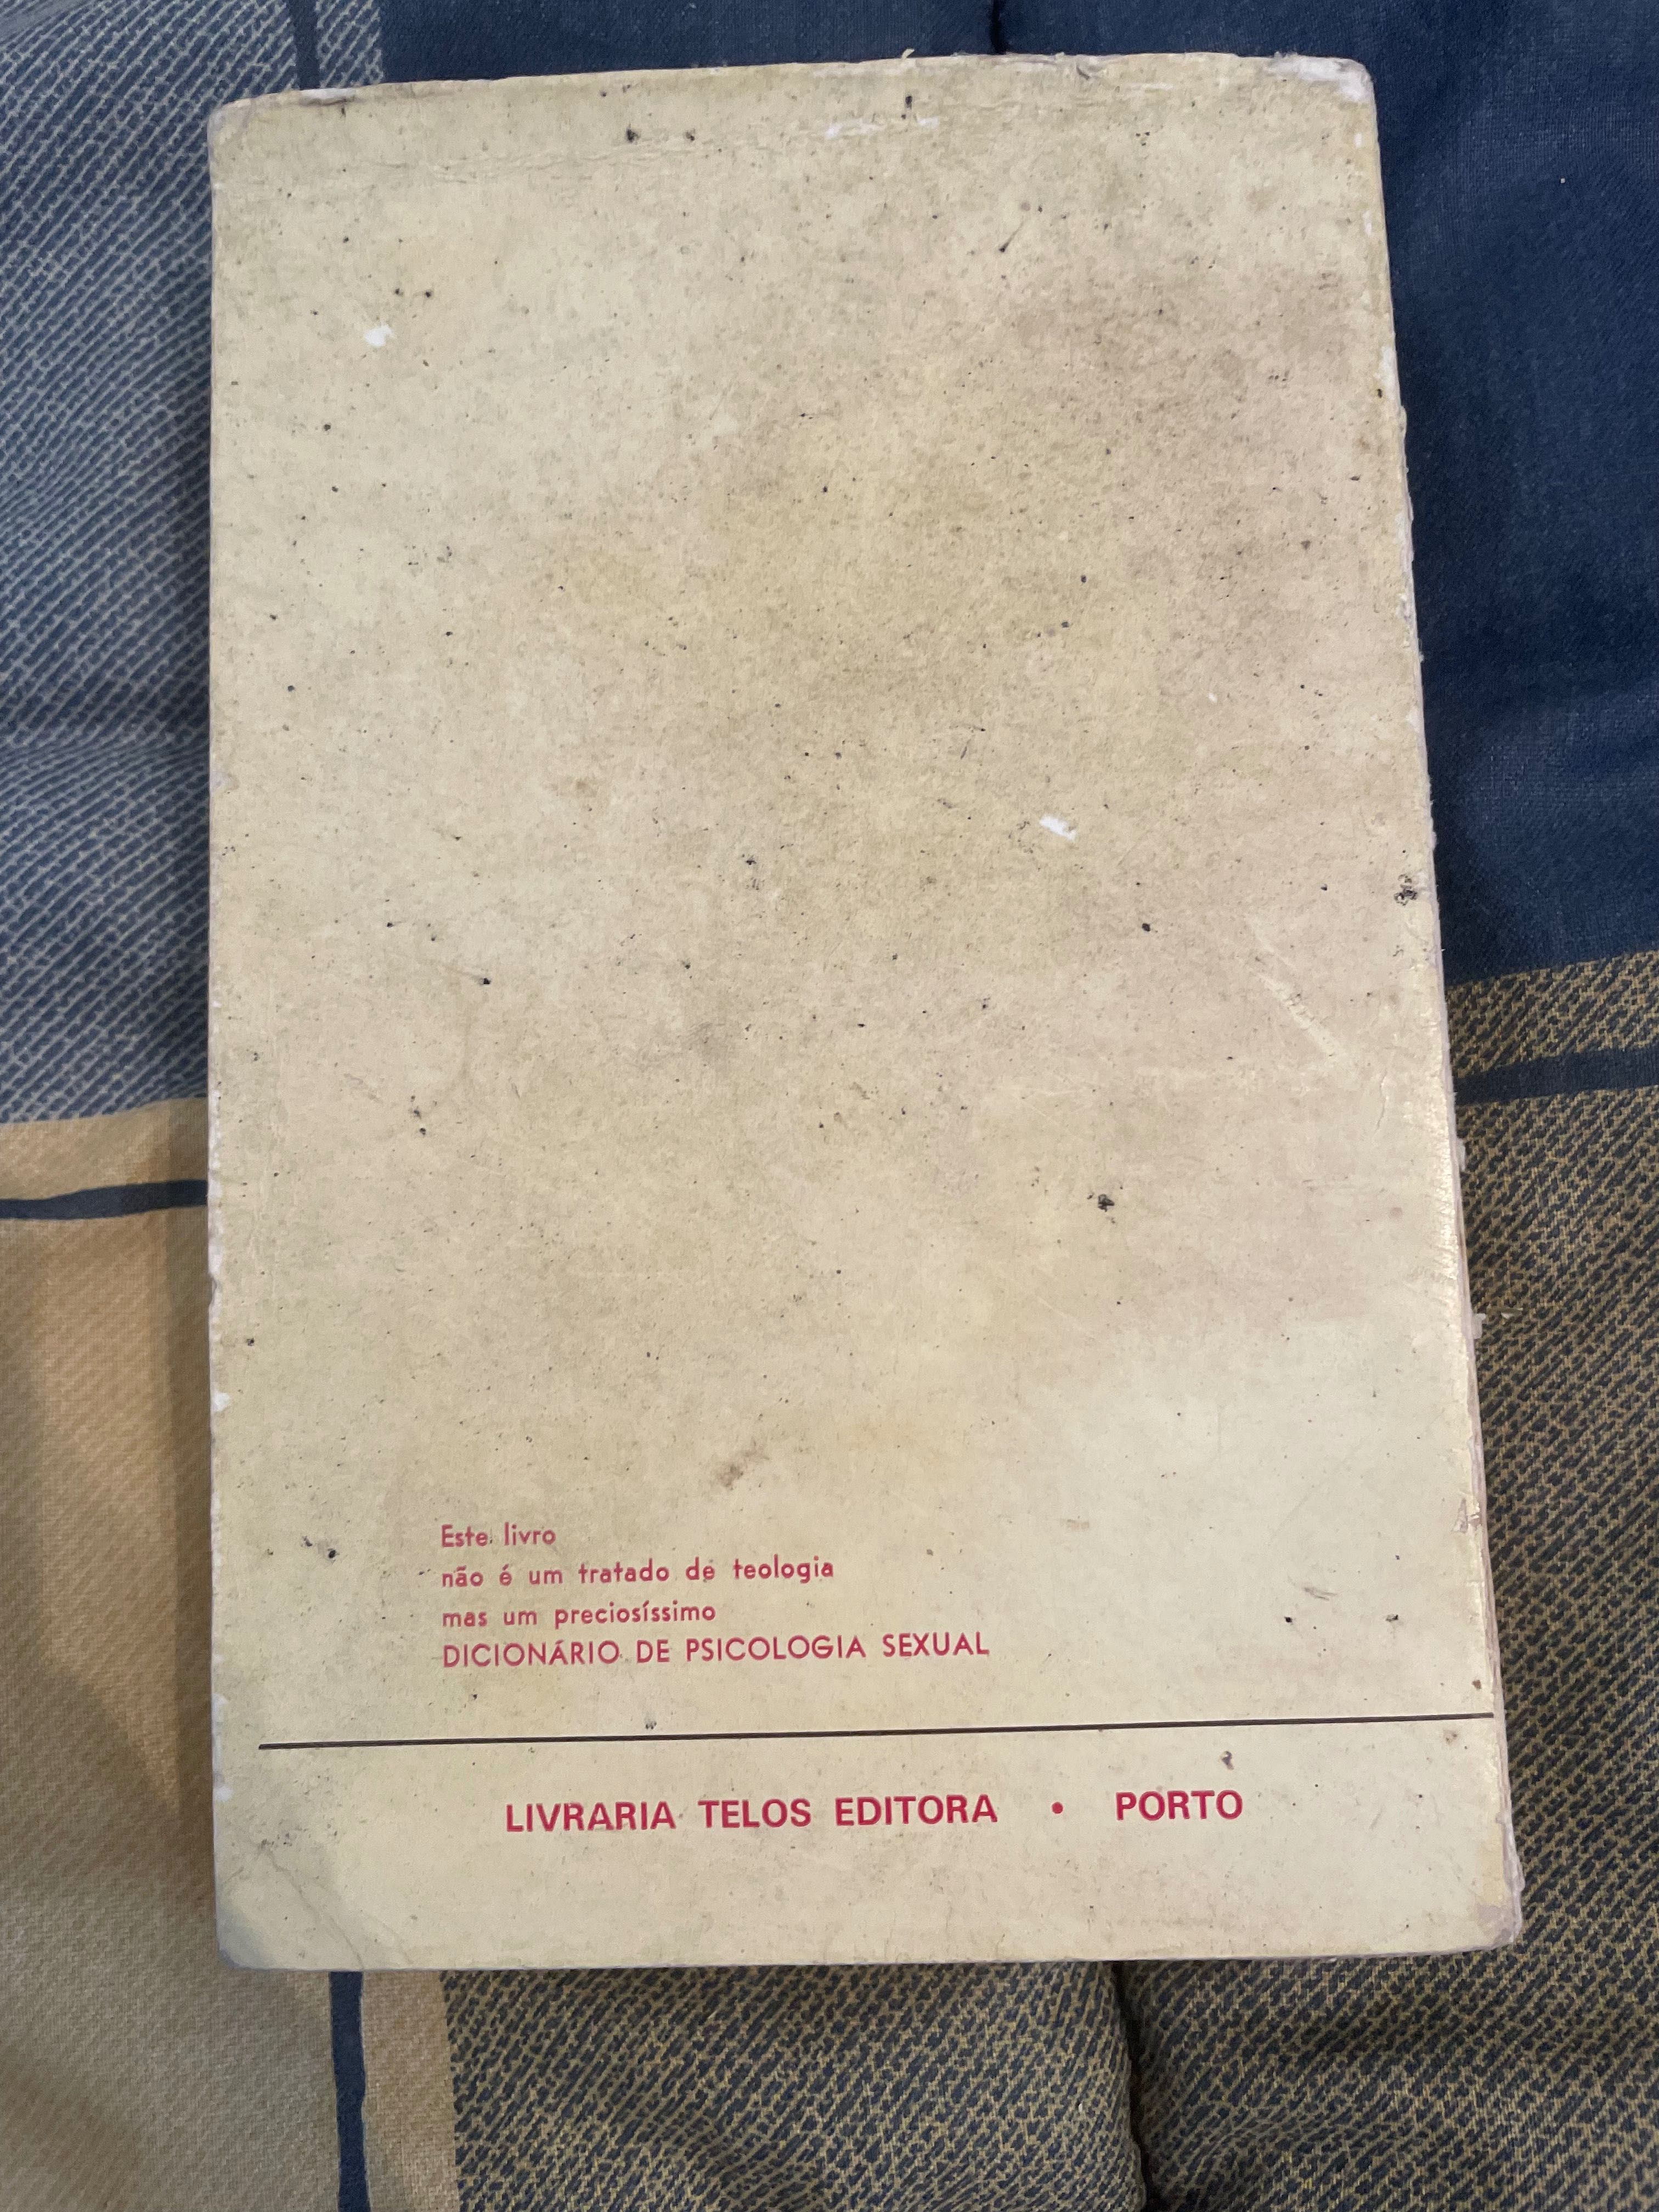 Este livro
não é um tratado de teologia
mas um preciosíssimo
DICIONÁRIO DE PSICOLOGIA SEXUAL
LIVRARIA TELOS EDITORA • PORTO